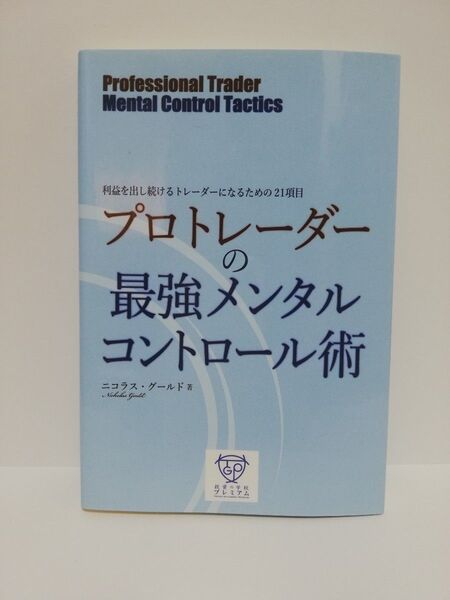 Professional Trader
Mental Control Tactics
利益を出し続けるトレーダーになるための21項目
プロトレーダー
の
最強メンタル
コントロール術
ニコラス・グールド 著
TGP
投資の学校
プレミアム